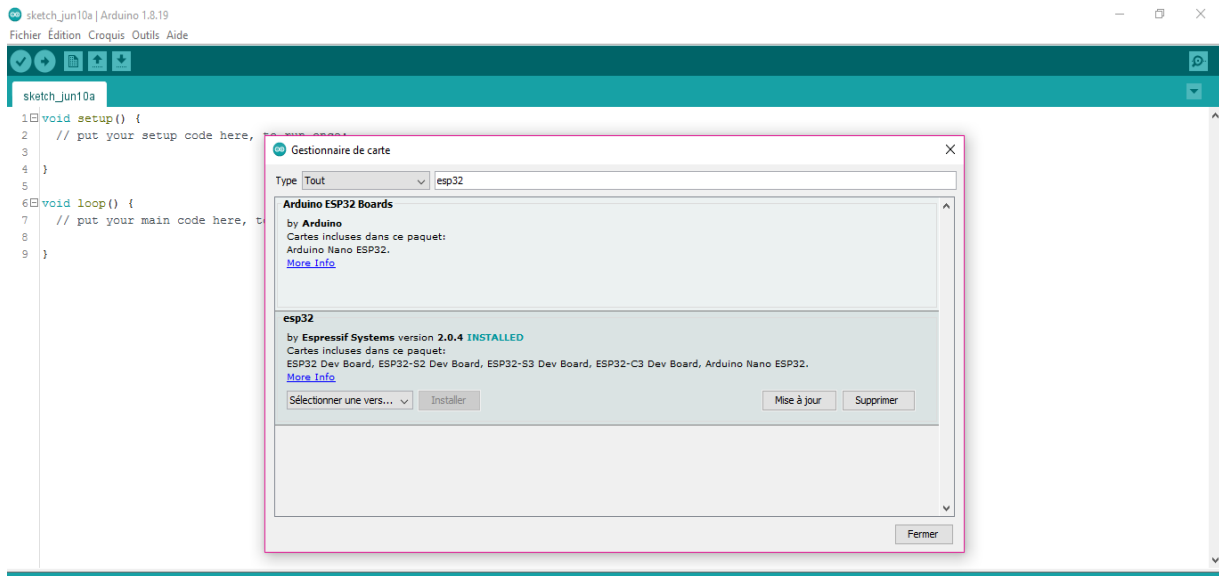 sketch_jun10a | Arduino 1.8.19
Fichier Édition Croquis Outils Aide
sketch_jun10a
1 void setup() {
2 // put your setup code here, to run once:
3
4 }
5
6 void loop() {
7 // put your main code here, t
8
9 }
Gestionnaire de carte
Type Tout esp32
Arduino ESP32 Boards
by Arduino
Cartes incluses dans ce paquet:
Arduino Nano ESP32.
More Info
esp32
by Espressif Systems version 2.0.4 INSTALLED
Cartes incluses dans ce paquet:
ESP32 Dev Board, ESP32-S2 Dev Board, ESP32-S3 Dev Board, ESP32-C3 Dev Board, Arduino Nano ESP32.
More Info
Sélectionner une vers... Installer Mise à jour Supprimer
Fermer